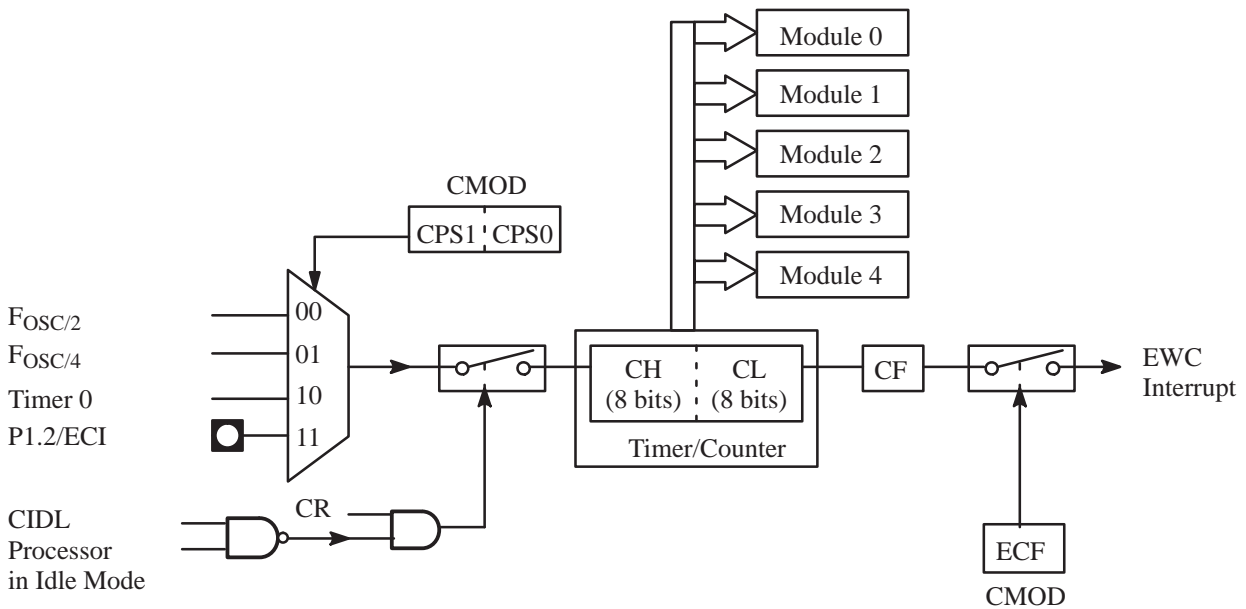 Module 0
Module 1
Module 2
Module 3
Module 4
CMOD
CPS1 CPS0
FOSC/2
FOSC/4
Timer 0
P1.2/ECI
00
01
10
11
CH
(8 bits)
CL
(8 bits)
Timer/Counter
CF
EWC
Interrupt
CIDL
Processor
in Idle Mode
CR
ECF
CMOD